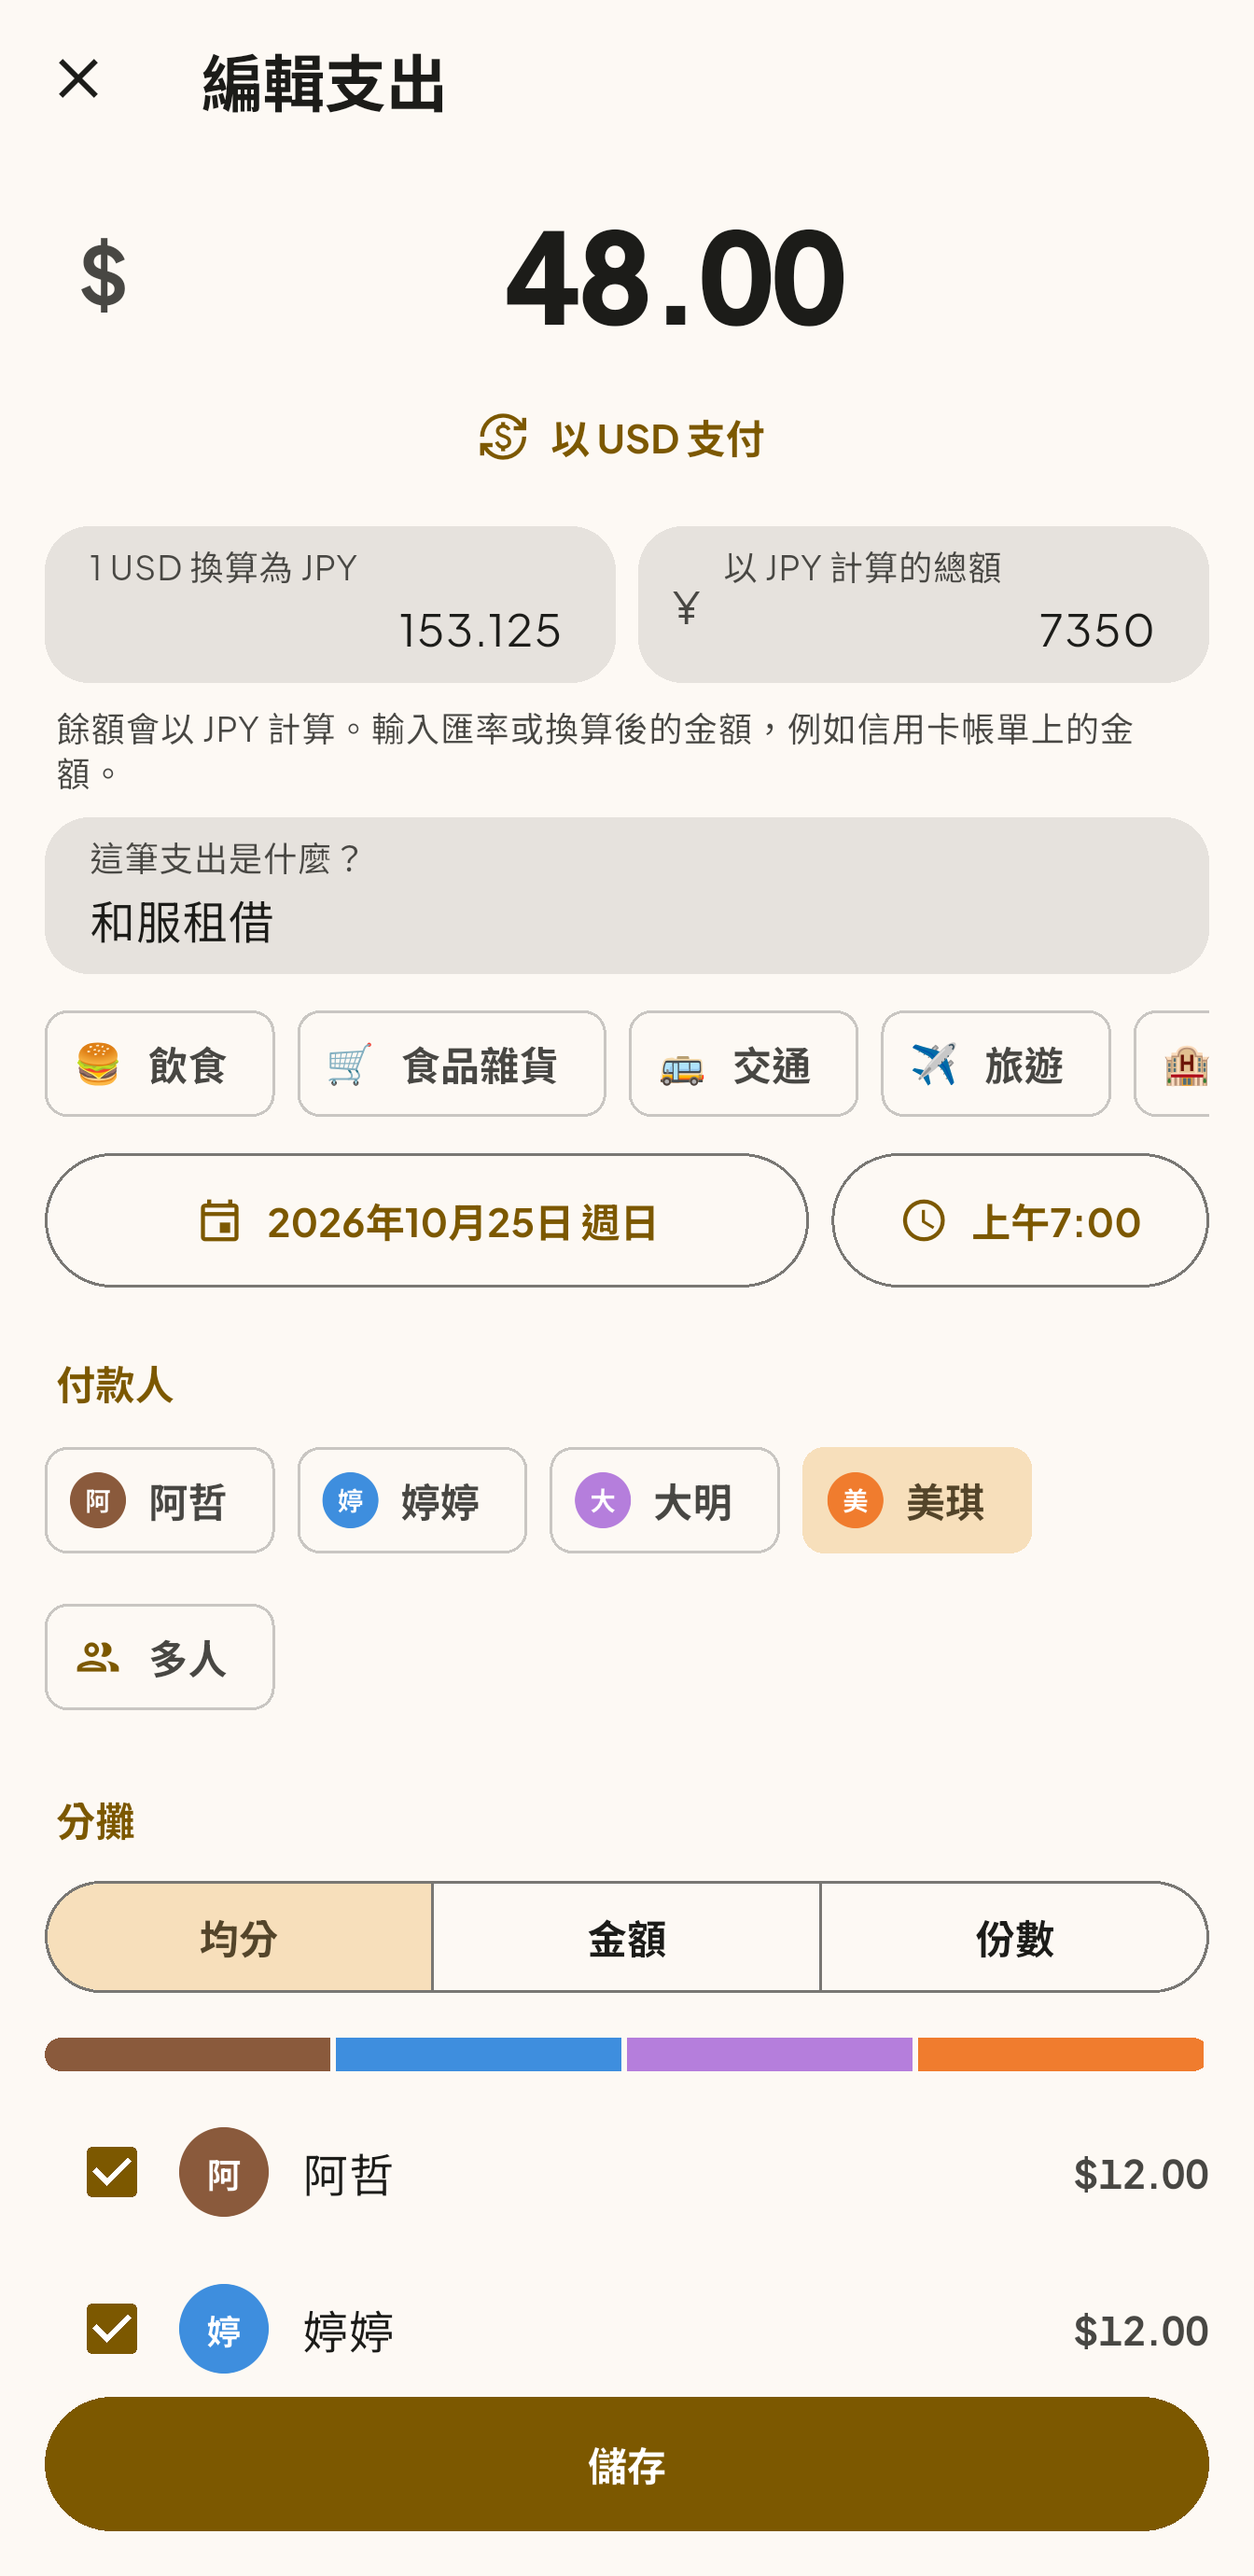 編輯支出
$ 48.00
以 USD 支付
1 USD 換算為 JPY
153.125
以 JPY 計算的總額
¥ 7350
餘額會以 JPY 計算。輸入匯率或換算後的金額，例如信用卡帳單上的金
額。
這筆支出是什麼？
和服租借
飲食 食品雜貨 交通 旅遊 H
2026年10月25日 週日 上午7:00
付款人
阿 阿哲 婷 婷婷 大 大明 美 美琪
多人
分攤
均分 金額 份數
阿 阿哲 $12.00
婷 婷婷 $12.00
儲存